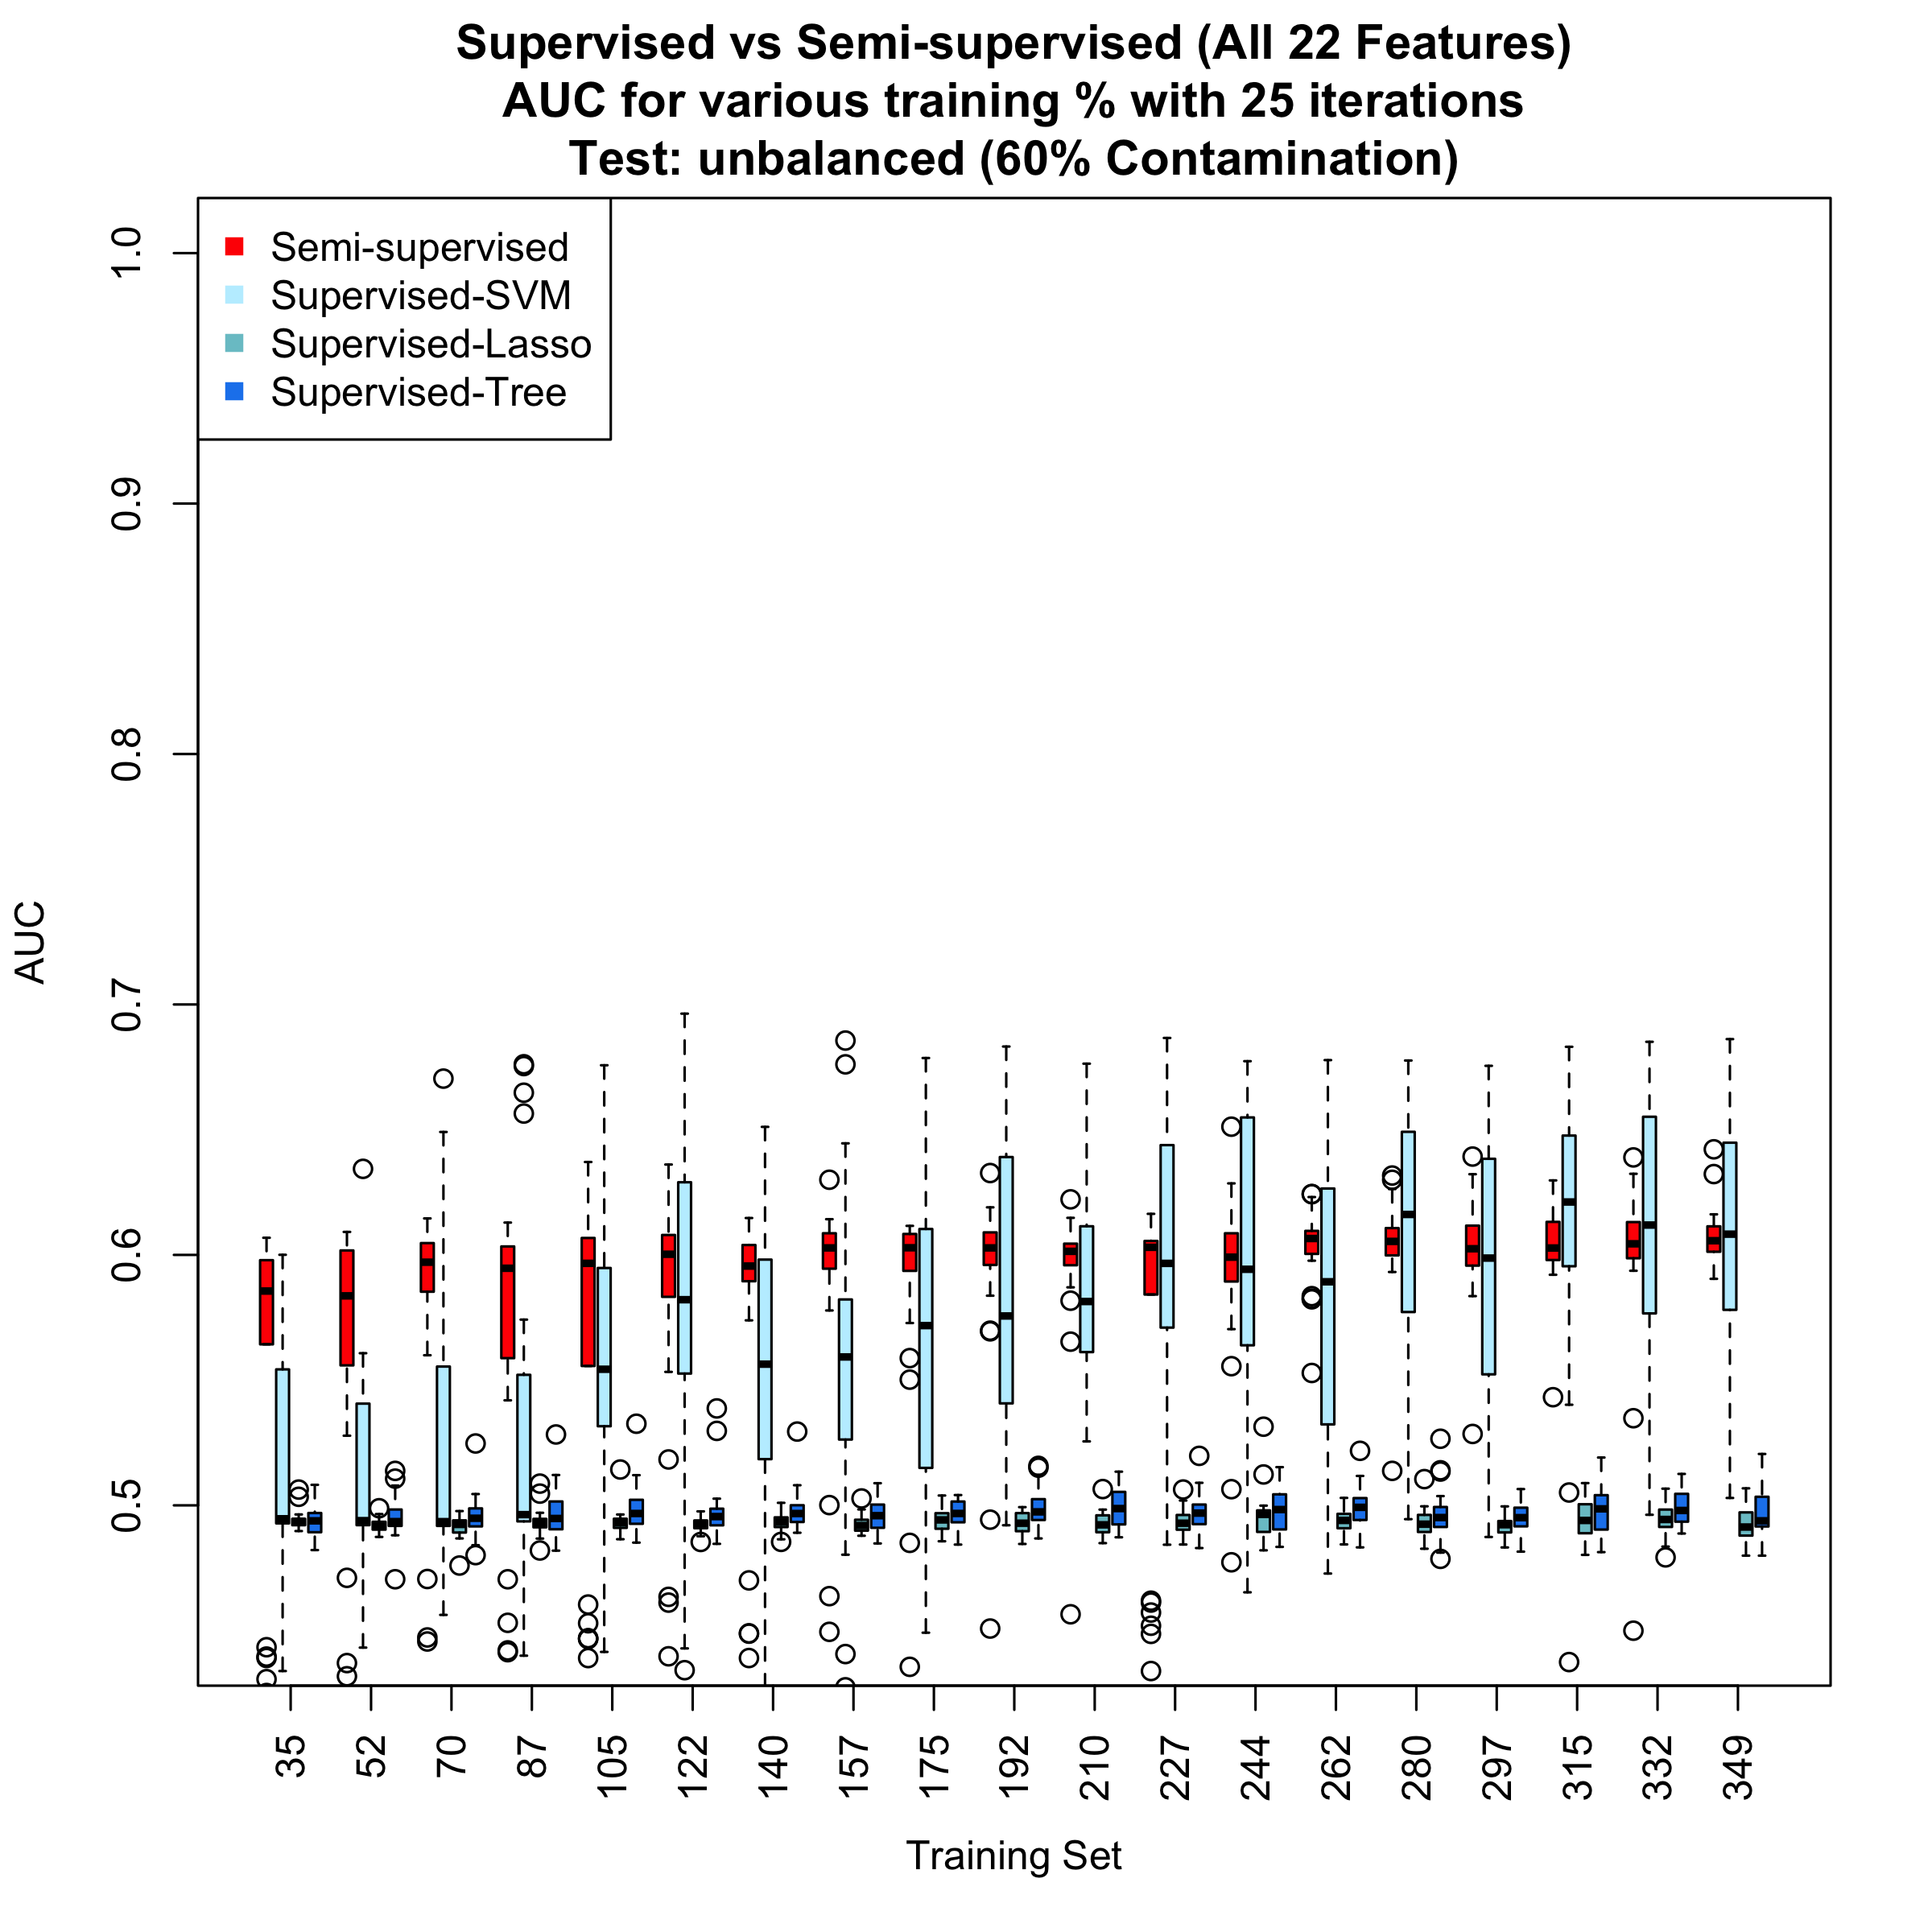 Supervised vs Semi-supervised (All 22 Features)
AUC for various training % with 25 iterations
Test: unbalanced (60% Contamination)
Semi-supervised
Supervised-SVM
Supervised-Lasso
Supervised-Tree
1.0
0.9
0.8
0.7
0.6
0.5
AUC
35 52 70 87 105 122 140 157 175 192 210 227 244 262 280 297 315 332 349
Training Set